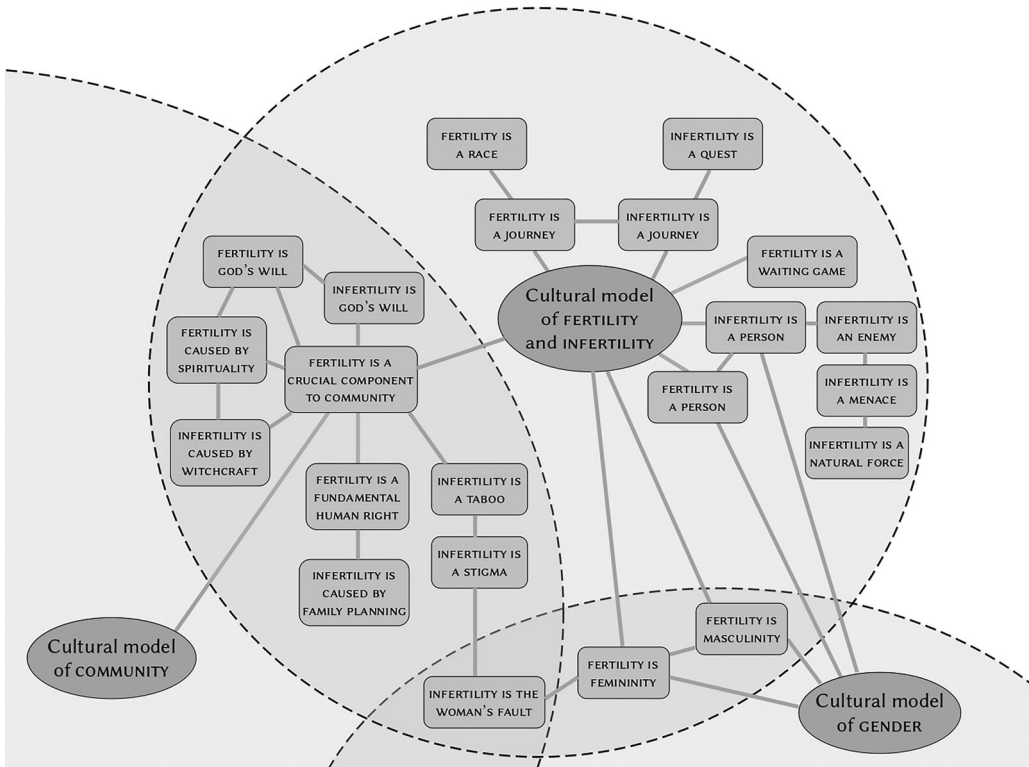 FERTILITY IS
A RACE
INFERTILITY IS
A QUEST
FERTILITY IS
A JOURNEY
INFERTILITY IS
A JOURNEY
FERTILITY IS
GOD'S WILL
INFERTILITY IS
GOD'S WILL
FERTILITY IS A
WAITING GAME
Cultural model
of FERTILITY
and INFERTILITY
INFERTILITY IS
A PERSON
INFERTILITY IS
AN ENEMY
FERTILITY IS
CAUSED BY
SPIRITUALITY
FERTILITY IS A
CRUCIAL COMPONENT
TO COMMUNITY
FERTILITY IS
A PERSON
INFERTILITY IS
A MENACE
INFERTILITY IS
CAUSED BY
WITCHCRAFT
INFERTILITY IS A
NATURAL FORCE
FERTILITY IS A
FUNDAMENTAL
HUMAN RIGHT
INFERTILITY IS
A TABOO
INFERTILITY IS
A STIGMA
INFERTILITY IS
CAUSED BY
FAMILY PLANNING
FERTILITY IS
MASCULINITY
Cultural model
of COMMUNITY
FERTILITY IS
FEMININITY
INFERTILITY IS THE
WOMAN'S FAULT
Cultural model
of GENDER